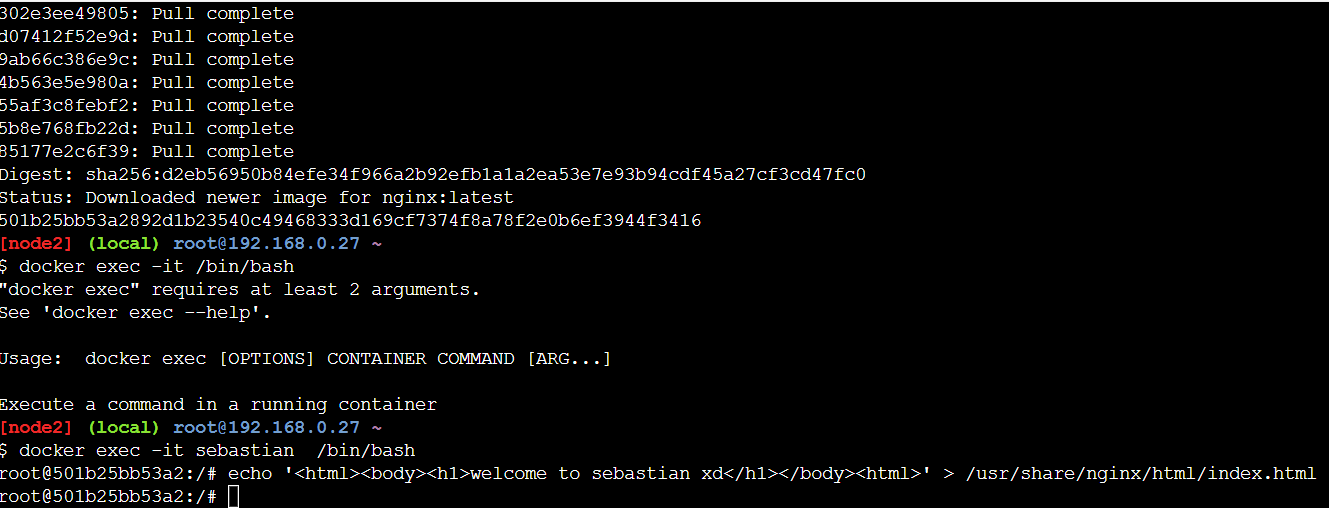 302e3ee49805: Pull complete
d07412f52e9d: Pull complete
9ab66c386e9c: Pull complete
4b563e5e980a: Pull complete
55af3c8febf2: Pull complete
5b8e768fb22d: Pull complete
85177e2c6f39: Pull complete
Digest: sha256:d2eb56950b84efe34f966a2b92efb1a1a2ea53e7e93b94cdf45a27cf3cd47fc0
Status: Downloaded newer image for nginx:latest
501b25bb53a2892d1b23540c49468333d169cf7374f8a78f2e0b6ef3944f3416
[node2] (local) root@192.168.0.27 ~
$ docker exec -it /bin/bash
"docker exec" requires at least 2 arguments.
See 'docker exec --help'.
Usage:  docker exec [OPTIONS] CONTAINER COMMAND [ARG...]
Execute a command in a running container
[node2] (local) root@192.168.0.27 ~
$ docker exec -it sebastian  /bin/bash
root@501b25bb53a2:/# echo '<html><body><h1>welcome to sebastian xd</h1></body><html>' > /usr/share/nginx/html/index.html
root@501b25bb53a2:/#